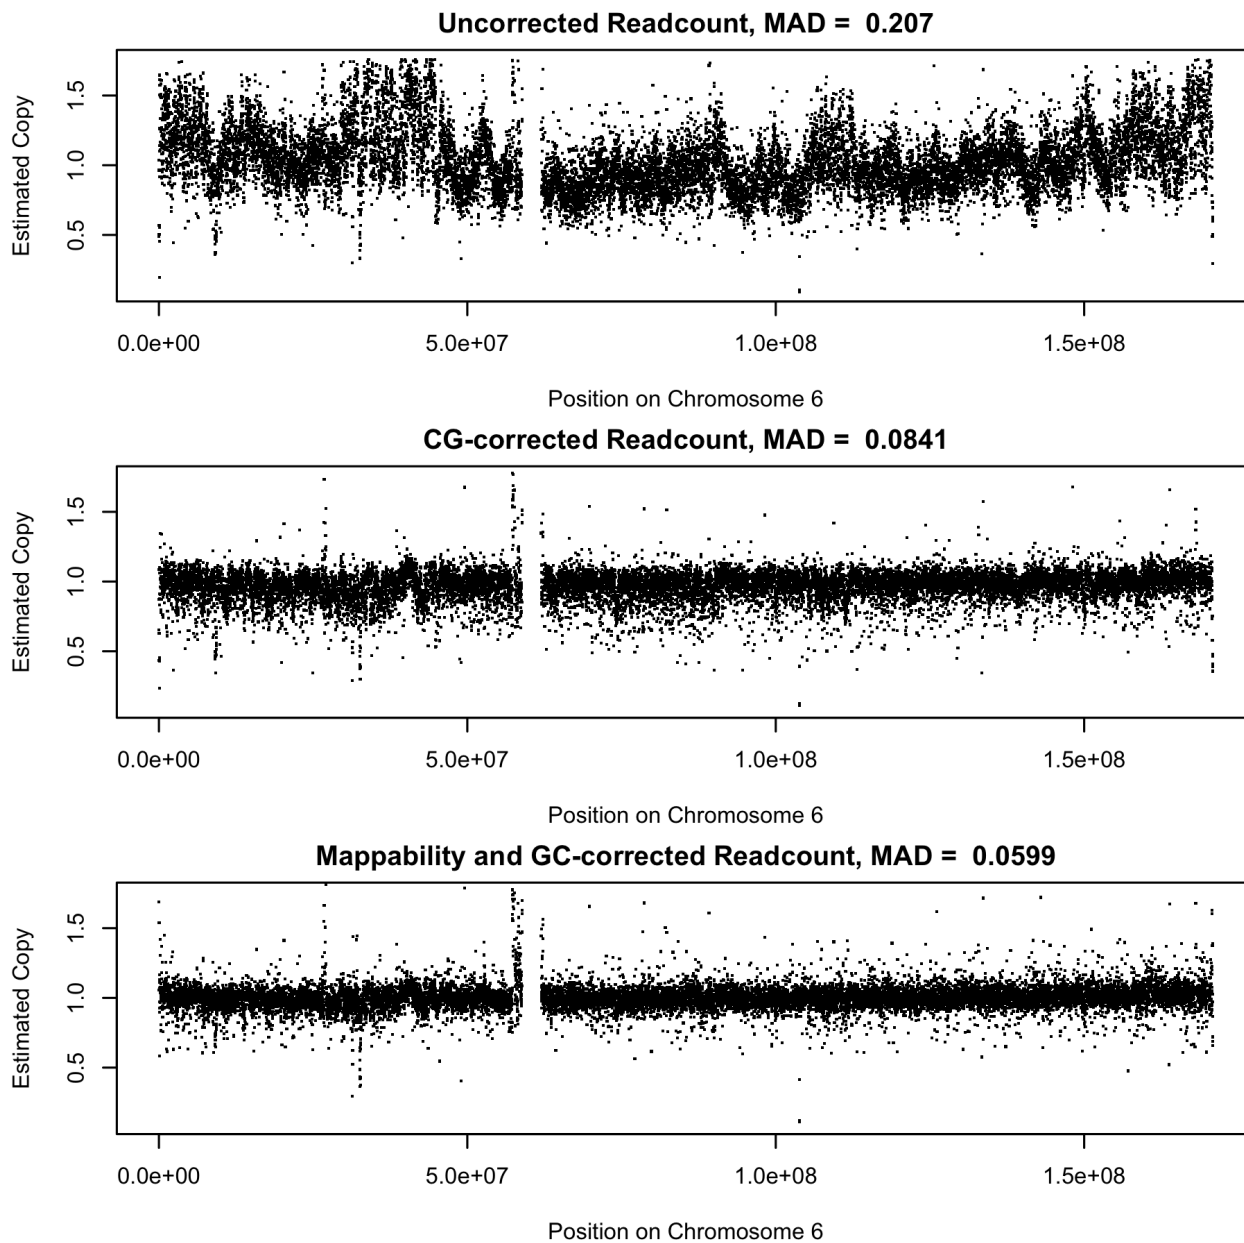 Uncorrected Readcount, MAD =  0.207
Estimated Copy
1.5
1.0
0.5
0.0e+00 5.0e+07 1.0e+08 1.5e+08
Position on Chromosome 6
CG-corrected Readcount, MAD =  0.0841
Estimated Copy
1.5
1.0
0.5
0.0e+00 5.0e+07 1.0e+08 1.5e+08
Position on Chromosome 6
Mappability and GC-corrected Readcount, MAD =  0.0599
Estimated Copy
1.5
1.0
0.5
0.0e+00 5.0e+07 1.0e+08 1.5e+08
Position on Chromosome 6